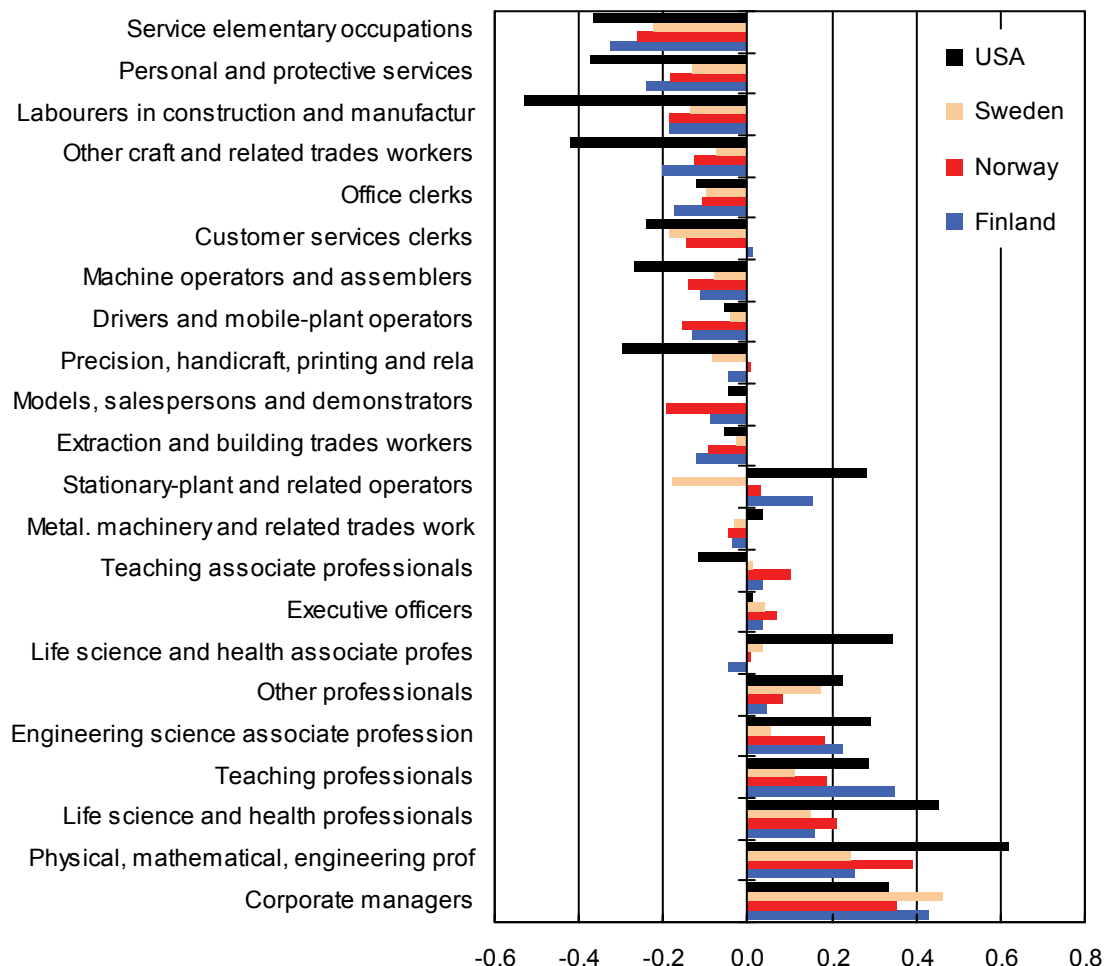 Service elementary occupations
Personal and protective services
Labourers in construction and manufactur
Other craft and related trades workers
Office clerks
Customer services clerks
Machine operators and assemblers
Drivers and mobile-plant operators
Precision, handicraft, printing and rela
Models, salespersons and demonstrators
Extraction and building trades workers
Stationary-plant and related operators
Metal. machinery and related trades work
Teaching associate professionals
Executive officers
Life science and health associate profes
Other professionals
Engineering science associate profession
Teaching professionals
Life science and health professionals
Physical, mathematical, engineering prof
Corporate managers
USA
Sweden
Norway
Finland
-0.6 -0.4 -0.2 0.0 0.2 0.4 0.6 0.8